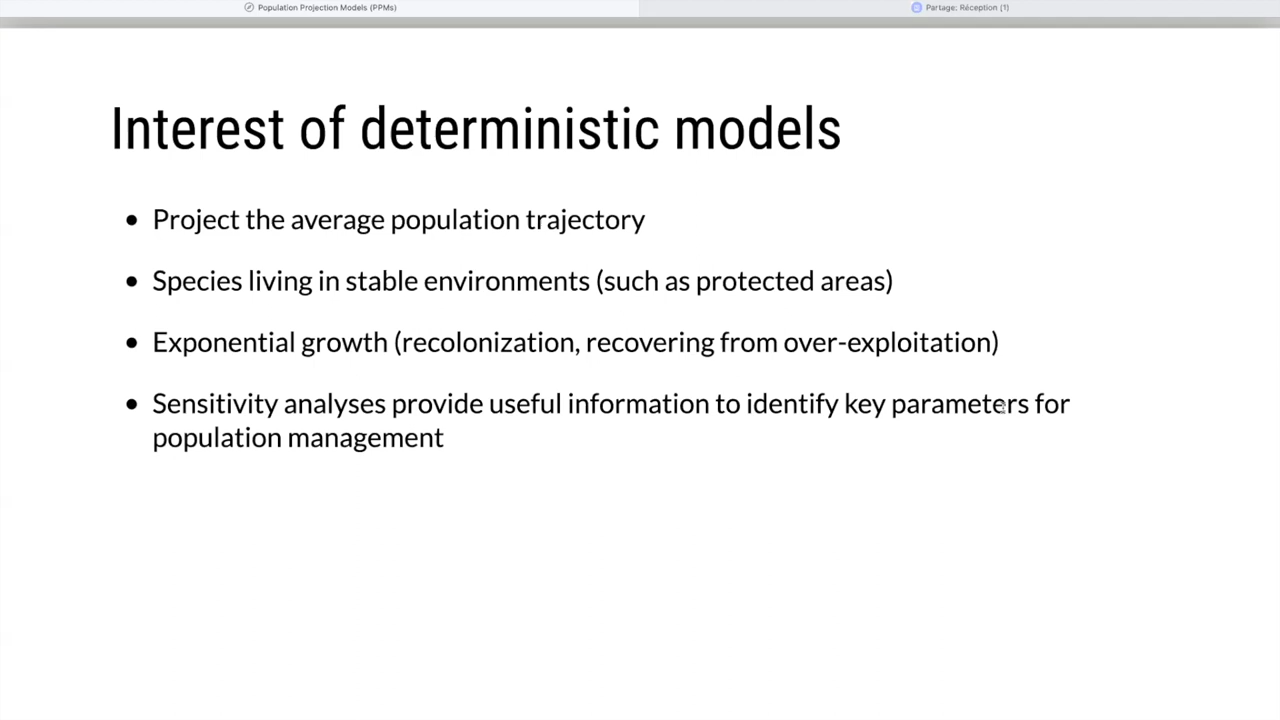 Population Projection Models (PPMs)
Partage: Réception (1)
Interest of deterministic models
Project the average population trajectory
Species living in stable environments (such as protected areas)
Exponential growth (recolonization, recovering from over-exploitation)
Sensitivity analyses provide useful information to identify key parameters for
population management